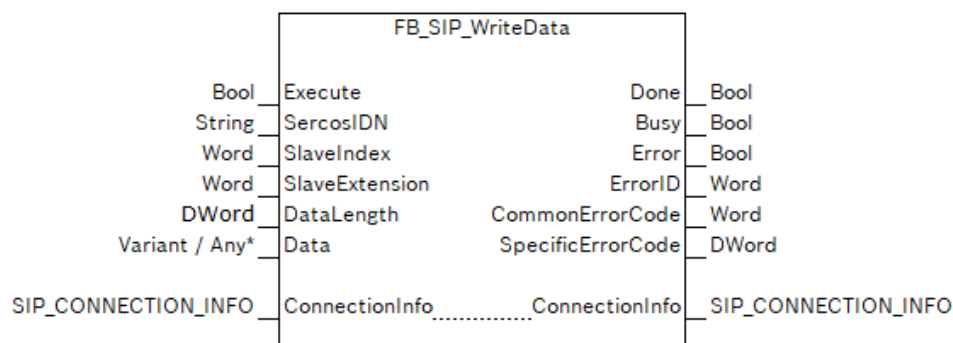 FB_SIP_WriteData
Bool Execute Done Bool
String SercosIDN Busy Bool
Word SlaveIndex Error Bool
Word SlaveExtension ErrorID Word
DWord DataLength CommonErrorCode Word
Variant / Any* Data SpecificErrorCode DWord
SIP_CONNECTION_INFO ConnectionInfo ConnectionInfo SIP_CONNECTION_INFO